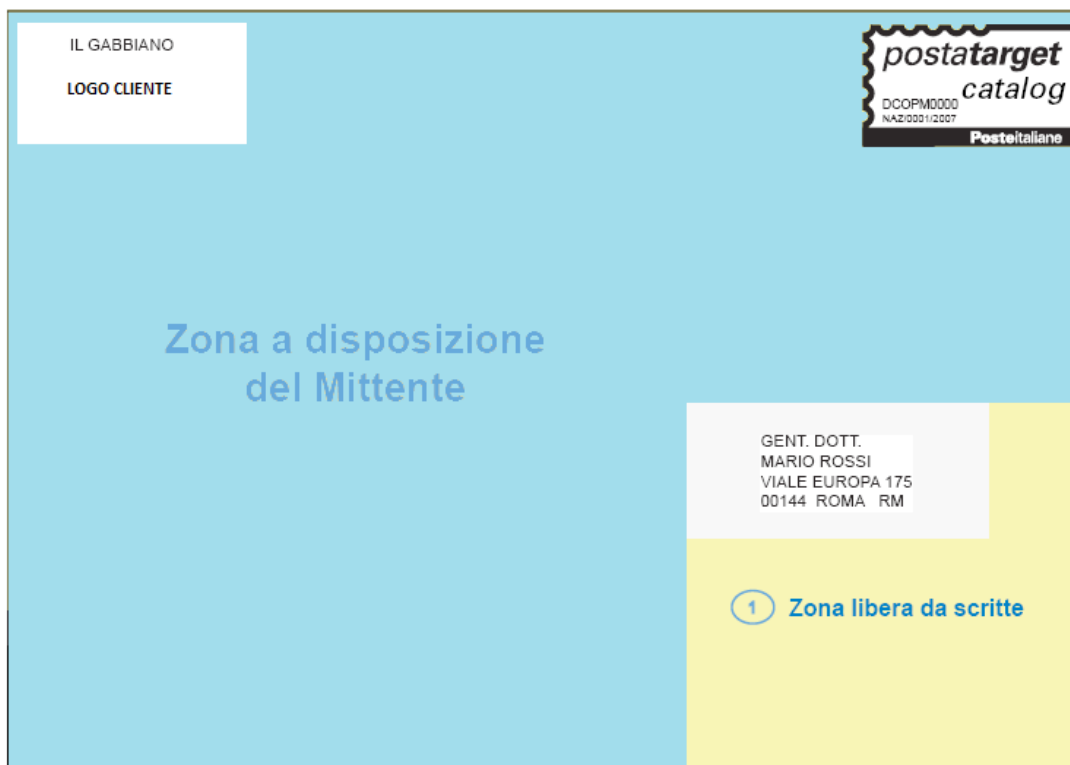 IL GABBIANO
LOGO CLIENTE
postatarget
catalog
DCOPM0000
NAZ/0001/2007
Posteitaliane
Zona a disposizione
del Mittente
GENT. DOTT.
MARIO ROSSI
VIALE EUROPA 175
00144 ROMA RM
1 Zona libera da scritte